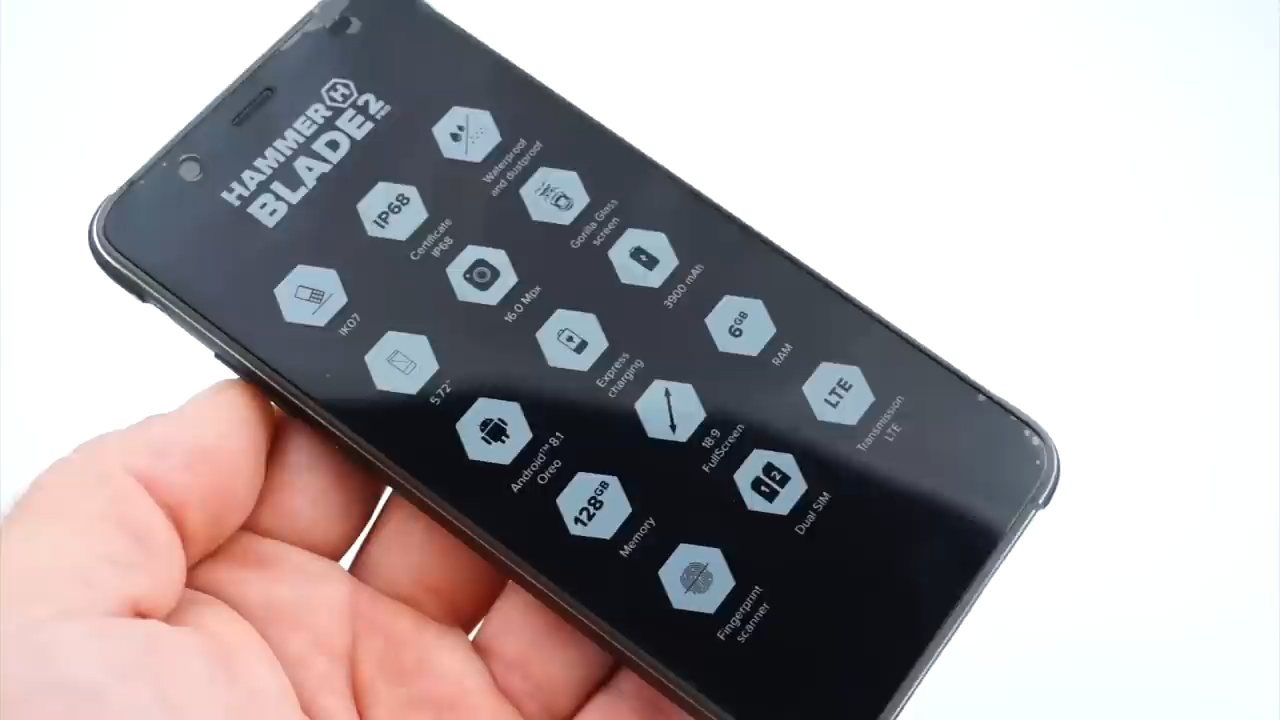 HAMMER H
BLADE 2
PRO
Waterproof
and dustproof
IP68
Certificate
IP68
Gorilla Glass
screen
IK07
16.0 Mpx
3900 mAh
5.72"
Express
charging
6GB
RAM
Android™ 8.1
Oreo
18:9
FullScreen
LTE
Transmission
LTE
128GB
Memory
1 2
Dual SIM
Fingerprint
scanner